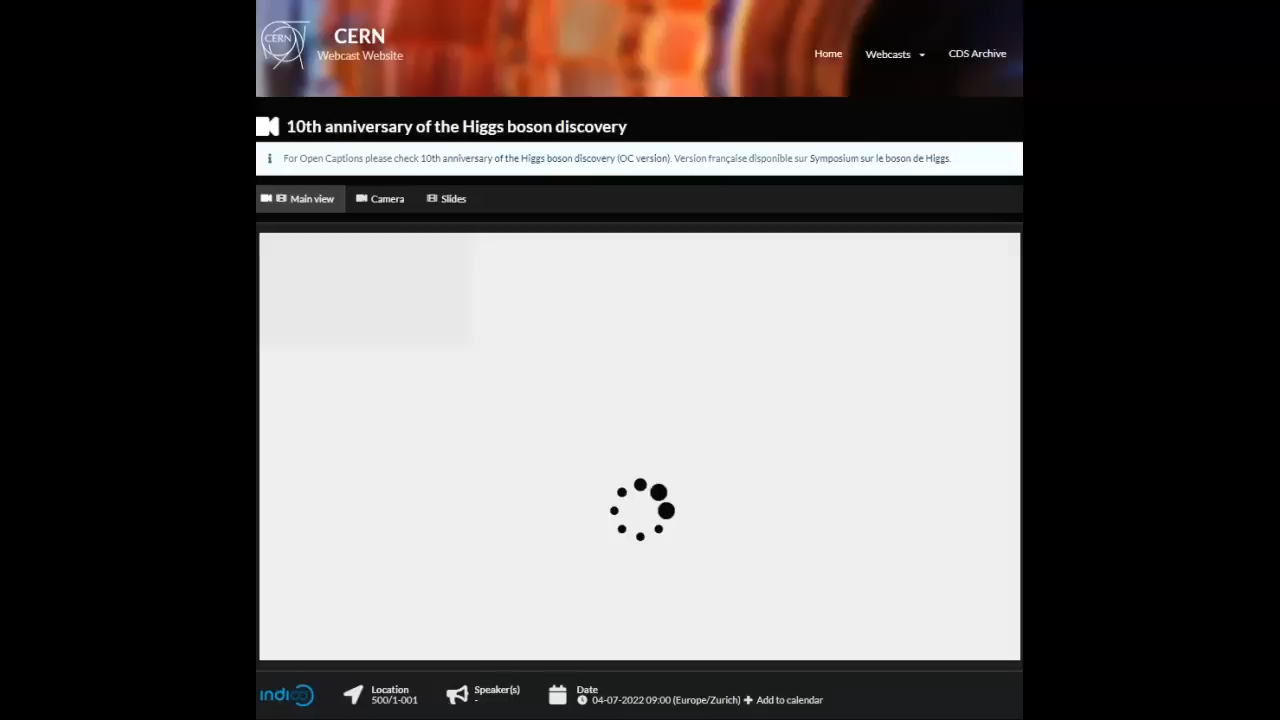 CERN
CERN
Webcast Website
Home Webcasts CDS Archive
10th anniversary of the Higgs boson discovery
For Open Captions please check 10th anniversary of the Higgs boson discovery (OC version). Version française disponible sur Symposium sur le boson de Higgs.
Main view Camera Slides
indico
Location
500/1-001
Speaker(s)
-
Date
04-07-2022 09:00 (Europe/Zurich) + Add to calendar